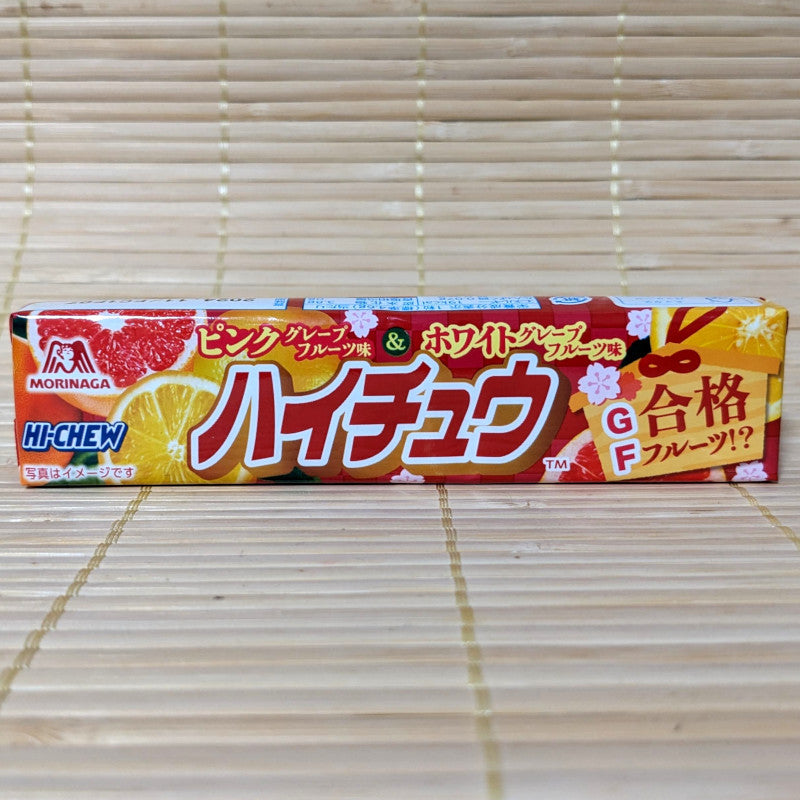 ピンクグレープフルーツ味 & ホワイトグレープフルーツ味
MORINAGA
HI-CHEW
ハイチュウ
TM
GF
合格
フルーツ!?
写真はイメージです